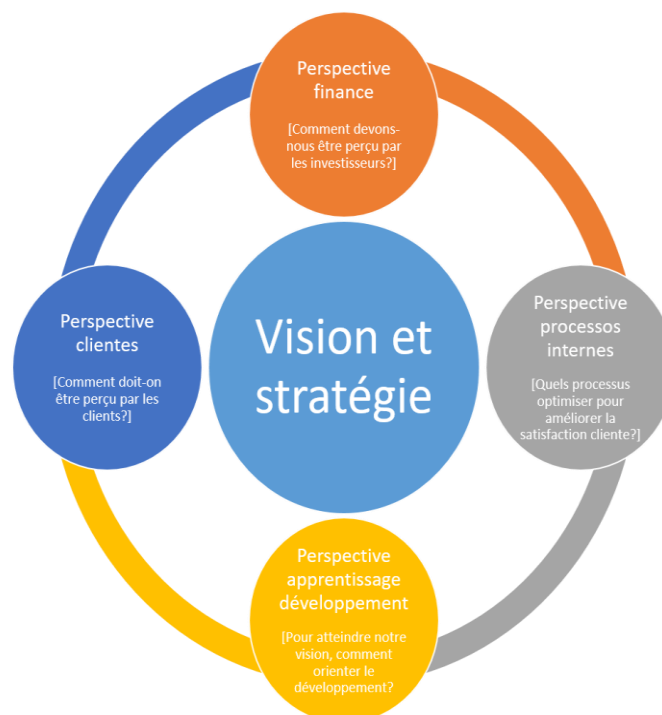 Perspective
finance
[Comment devons-
nous être perçu par
les investisseurs?]
Perspective
clientes
[Comment doit-on
être perçu par les
clients?]
Vision et
stratégie
Perspective
processos
internes
[Quels processus
optimiser pour
améliorer la
satisfaction cliente?]
Perspective
apprentissage
développement
[Pour atteindre notre
vision, comment
orienter le
développement?